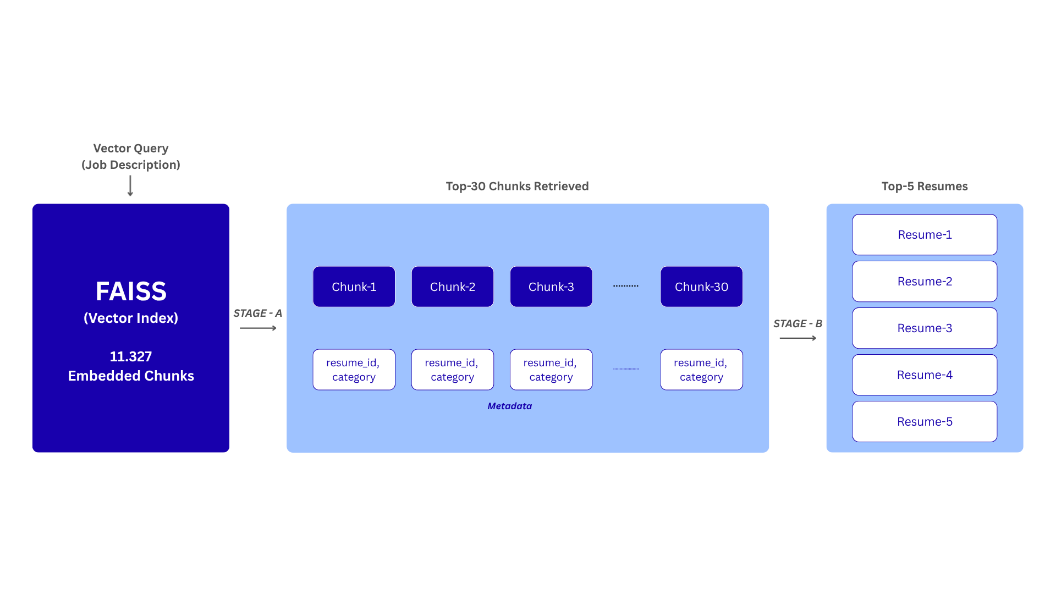 Vector Query
(Job Description)
FAISS
(Vector Index)
11.327
Embedded Chunks
STAGE - A
Top-30 Chunks Retrieved
Chunk-1
Chunk-2
Chunk-3
..........
Chunk-30
resume_id,
category
resume_id,
category
resume_id,
category
resume_id,
category
Metadata
STAGE - B
Top-5 Resumes
Resume-1
Resume-2
Resume-3
Resume-4
Resume-5